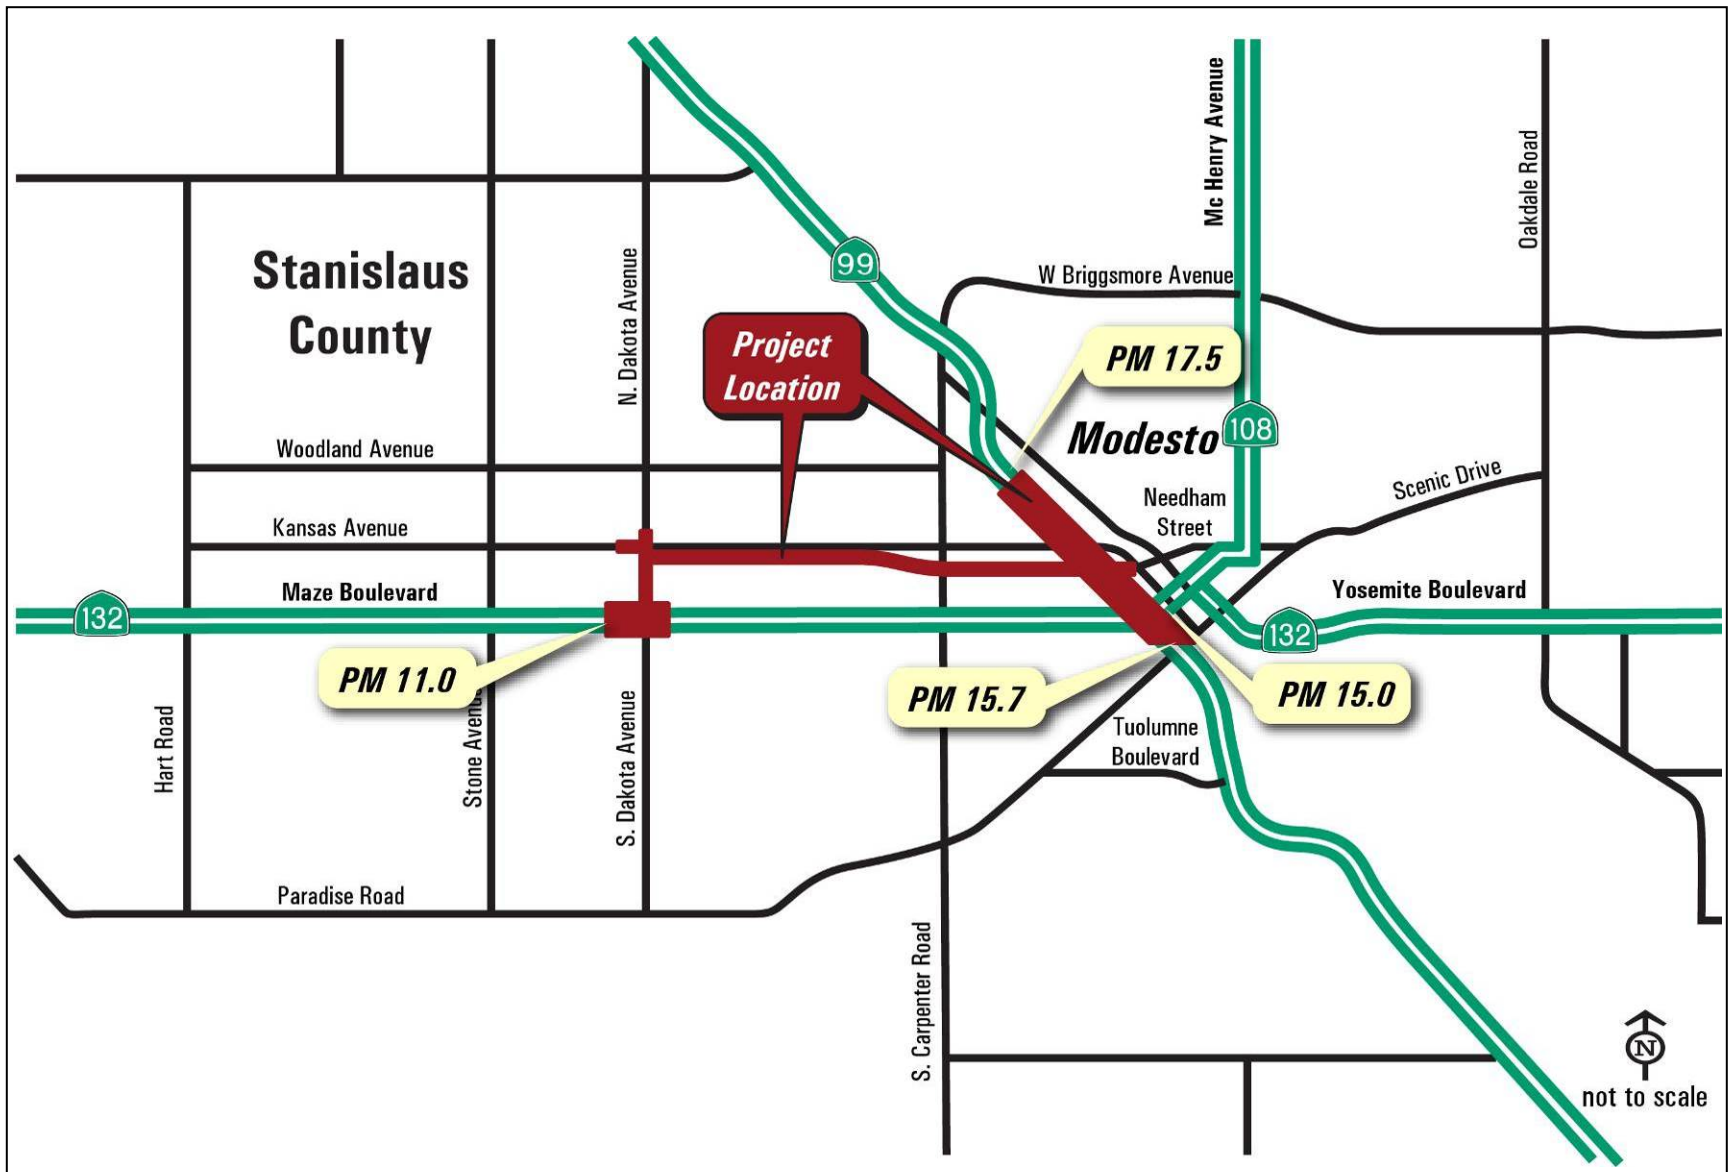 Mc Henry Avenue
Oakdale Road
99
Stanislaus
County
N. Dakota Avenue
W Briggsmore Avenue
Project
Location
PM 17.5
108
Modesto
Woodland Avenue
Scenic Drive
Needham
Street
Kansas Avenue
Maze Boulevard
Yosemite Boulevard
132
132
PM 11.0
PM 15.7
PM 15.0
Hart Road
Stone Avenue
S. Dakota Avenue
Tuolumne
Boulevard
Paradise Road
S. Carpenter Road
N
not to scale